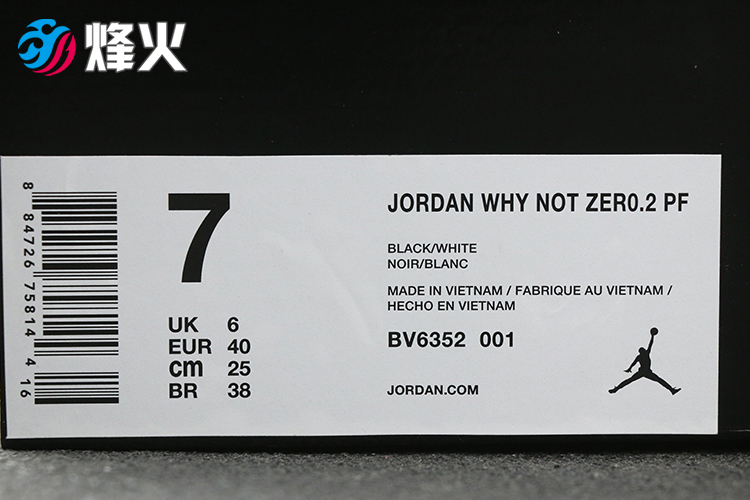 烽火
8 84726 75814 4 16
7
UK 6
EUR 40
cm 25
BR 38
JORDAN WHY NOT ZER0.2 PF
BLACK/WHITE
NOIR/BLANC
MADE IN VIETNAM / FABRIQUE AU VIETNAM /
HECHO EN VIETNAM
BV6352 001
JORDAN.COM